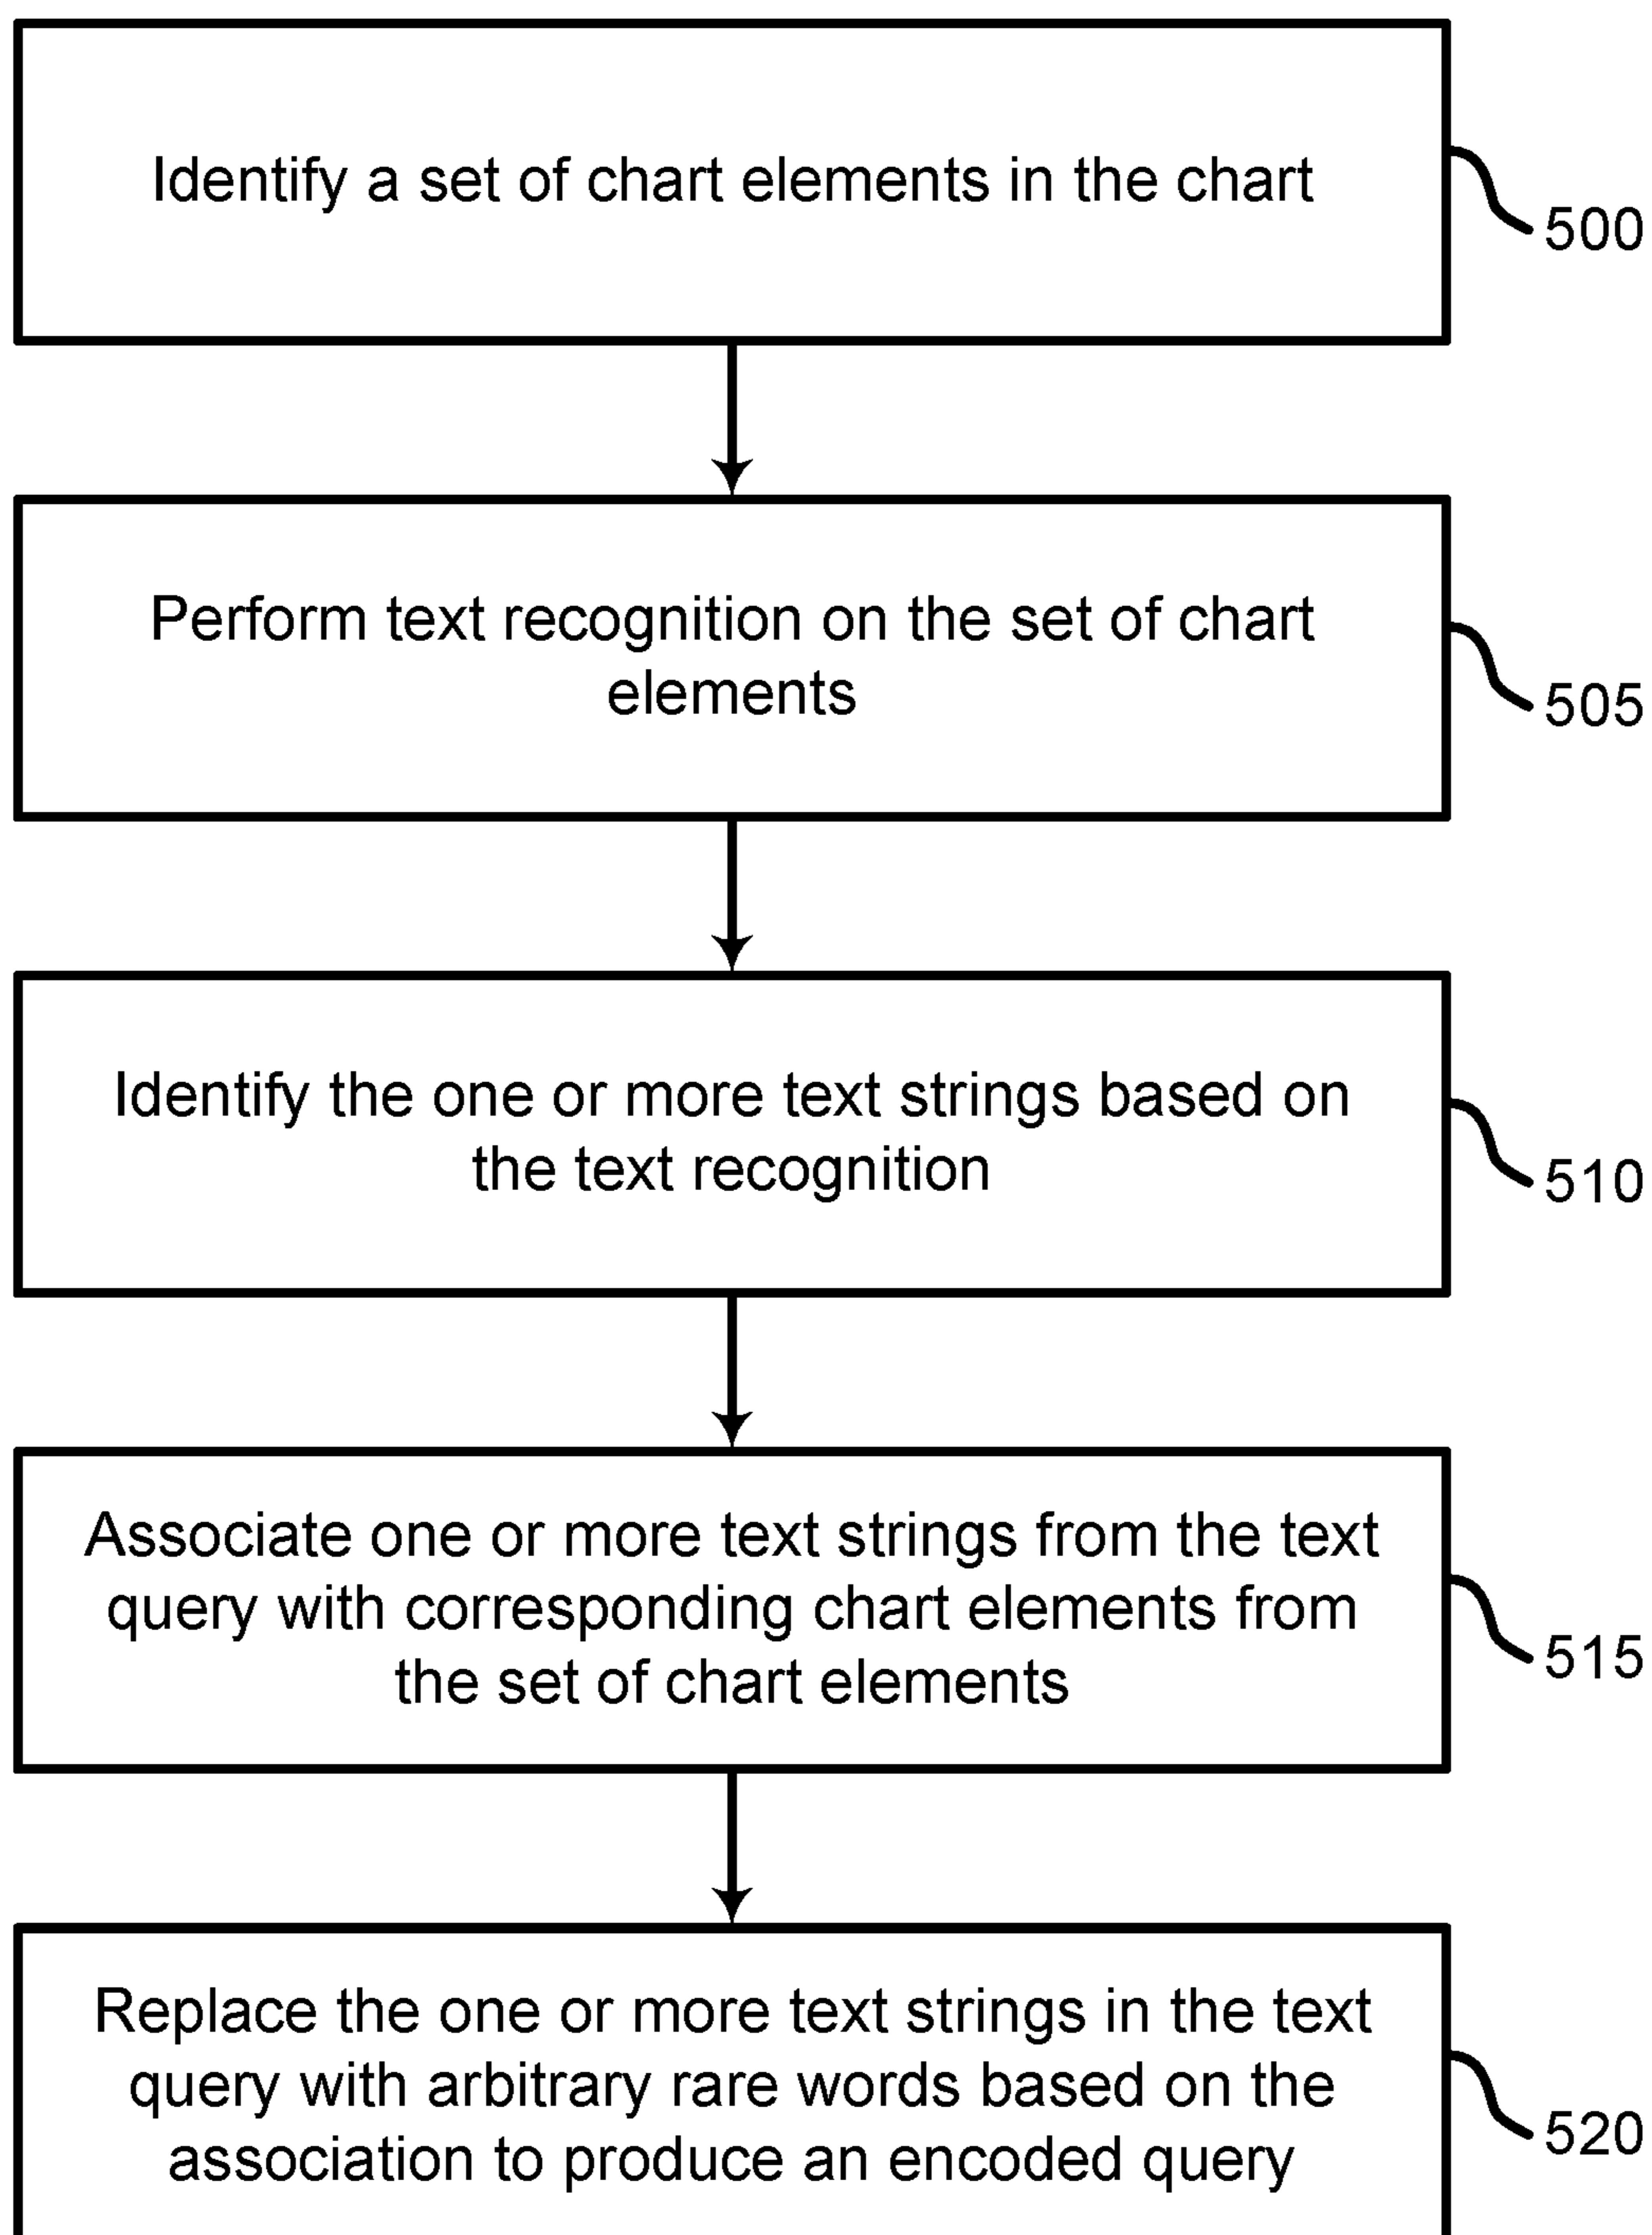 Identify a set of chart elements in the chart
500
Perform text recognition on the set of chart
elements
505
Identify the one or more text strings based on
the text recognition
510
Associate one or more text strings from the text
query with corresponding chart elements from
the set of chart elements
515
Replace the one or more text strings in the text
query with arbitrary rare words based on the
association to produce an encoded query
520